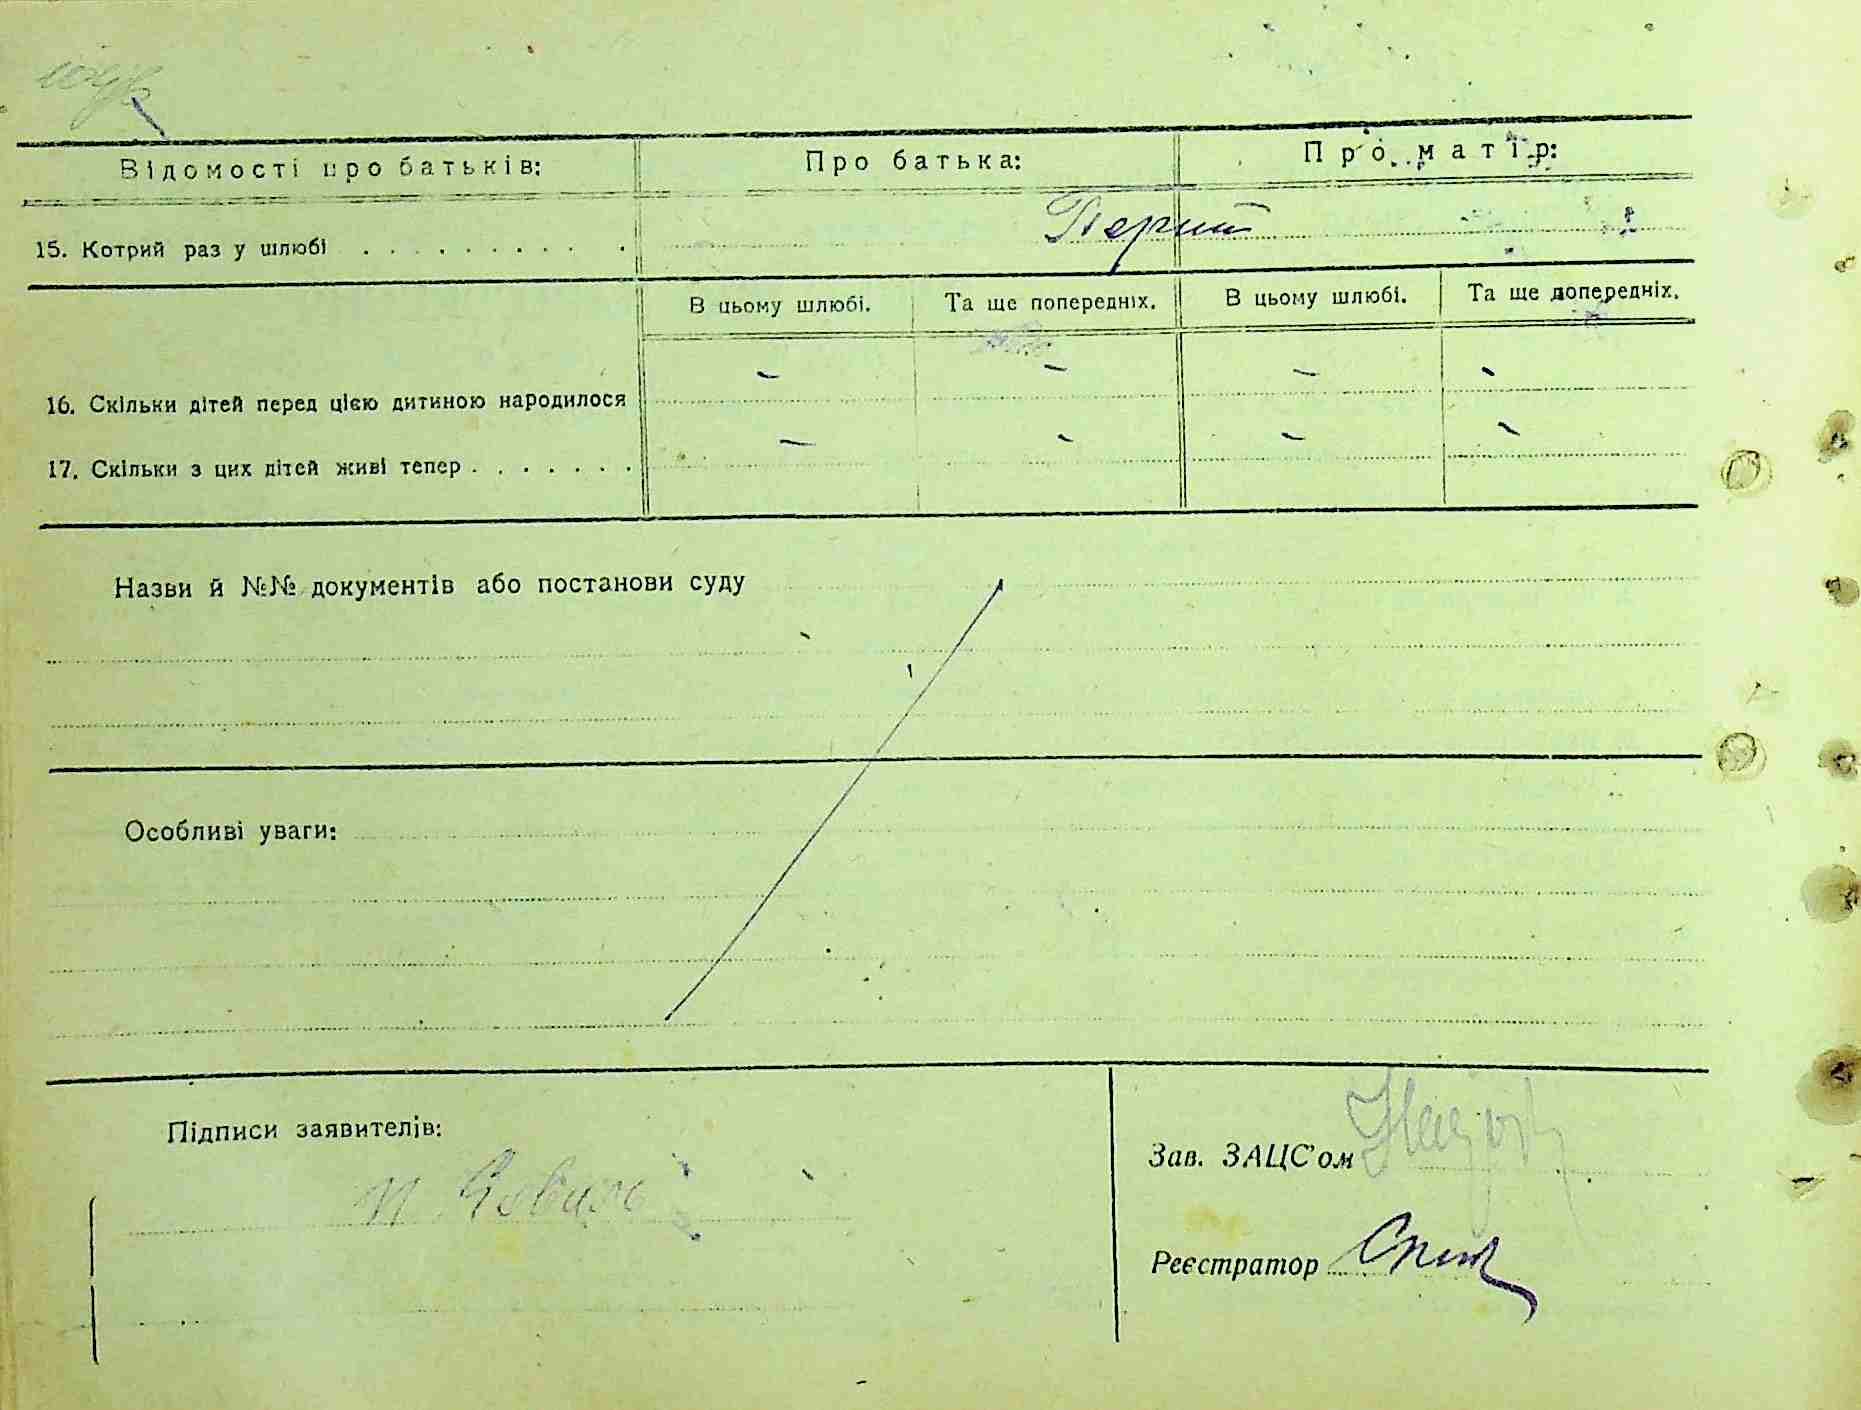 Відомості про батьків: Про батька: Про матір:
15. Котрий раз у шлюбі . . . . . . . . . . . Перший
В цьому шлюбі. Та ще попередніх. В цьому шлюбі. Та ще попередніх.
16. Скільки дітей перед цією дитиною народилося – – – –
17. Скільки з цих дітей живі тепер . . . . . . . – – – –
Назви й №№ документів або постанови суду
Особливі уваги:
Підписи заявителів:
Зав. ЗАЦС'ом
Реєстратор